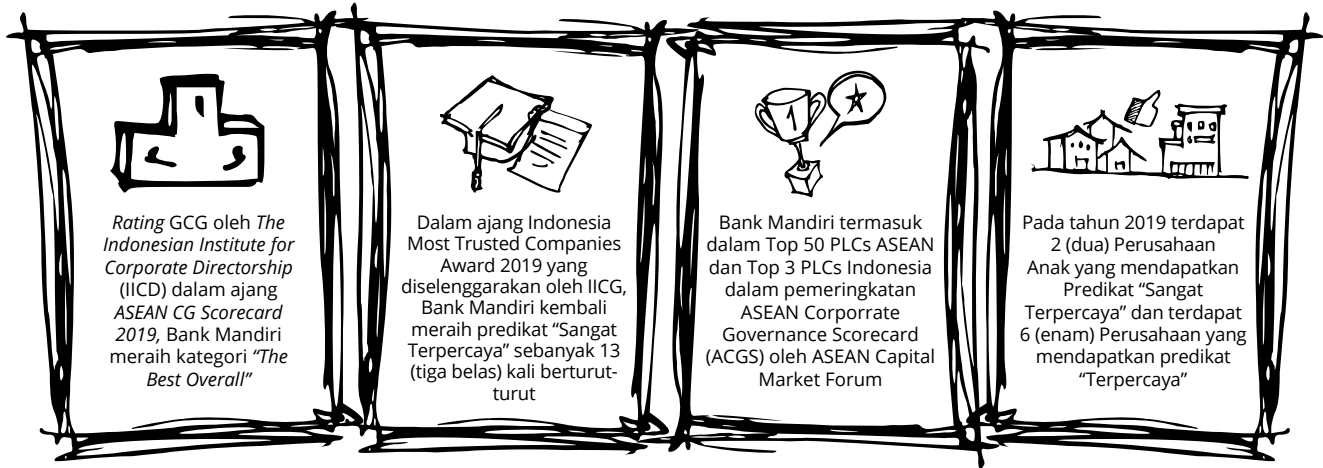 Rating GCG oleh The
Indonesian Institute for
Corporate Directorship
(IICD) dalam ajang
ASEAN CG Scorecard
2019, Bank Mandiri
meraih kategori “The
Best Overall”
Dalam ajang Indonesia
Most Trusted Companies
Award 2019 yang
diselenggarakan oleh IICG,
Bank Mandiri kembali
meraih predikat “Sangat
Terpercaya” sebanyak 13
(tiga belas) kali berturut-
turut
1
Bank Mandiri termasuk
dalam Top 50 PLCs ASEAN
dan Top 3 PLCs Indonesia
dalam pemeringkatan
ASEAN Corporrate
Governance Scorecard
(ACGS) oleh ASEAN Capital
Market Forum
Pada tahun 2019 terdapat
2 (dua) Perusahaan
Anak yang mendapatkan
Predikat “Sangat
Terpercaya” dan terdapat
6 (enam) Perusahaan yang
mendapatkan predikat
“Terpercaya”